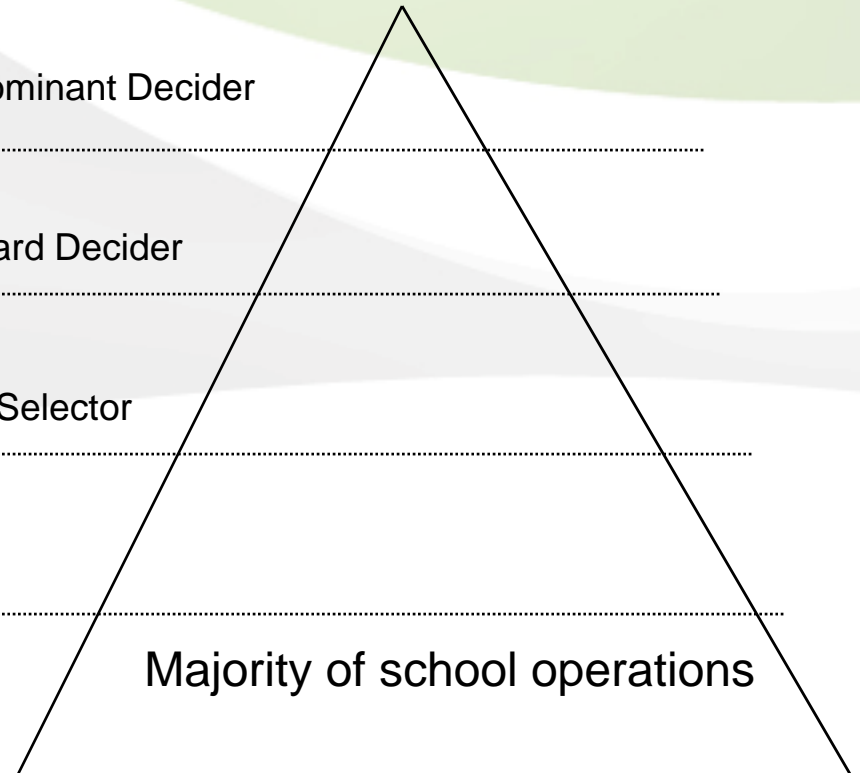 ominant Decider
ard Decider
Selector
Majority of school operations